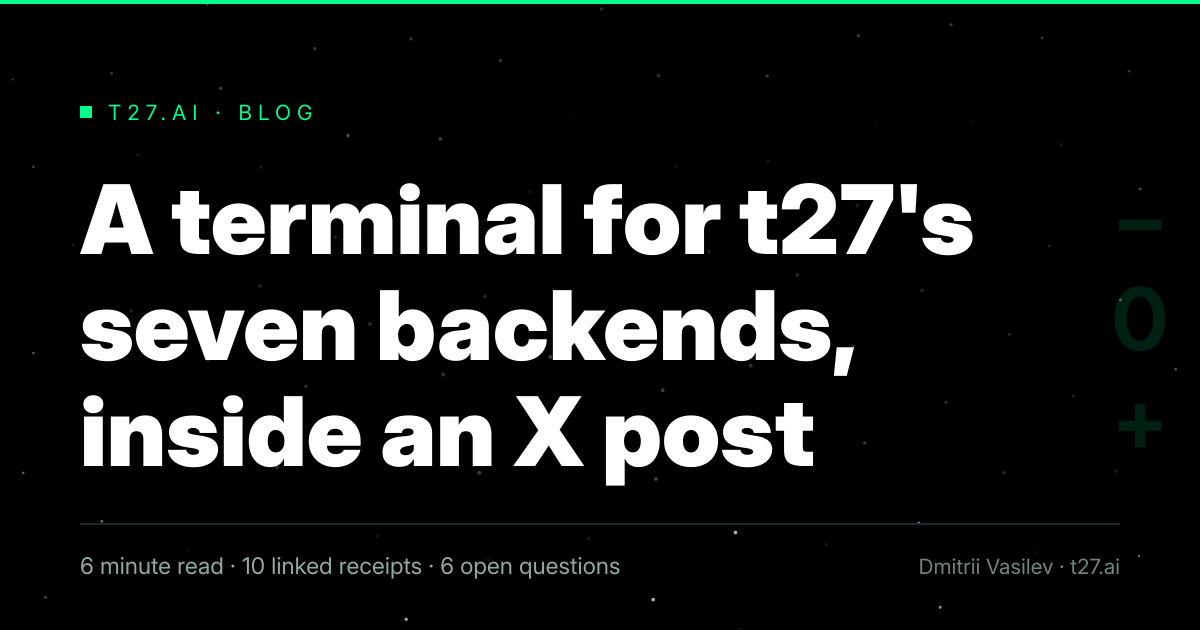 T27.AI · BLOG
A terminal for t27's
seven backends,
inside an X post
−
0
+
6 minute read · 10 linked receipts · 6 open questions
Dmitrii Vasilev · t27.ai